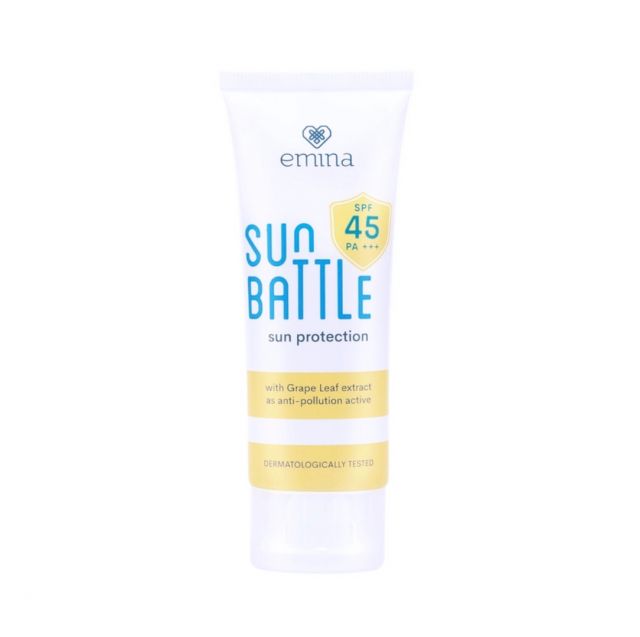 emina
SPF
45
PA +++
SUN
BATTLE
sun protection
with Grape Leaf extract
as anti-pollution active
DERMATOLOGICALLY TESTED